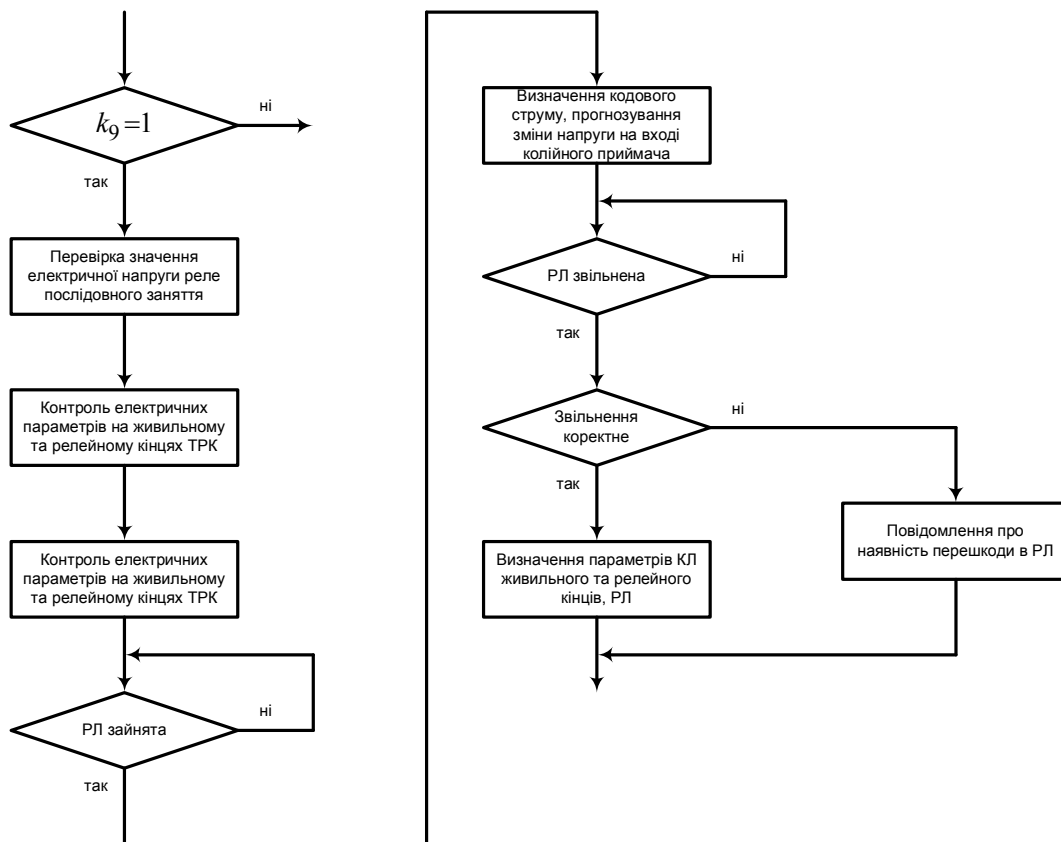 k9=1
ні
так
Перевірка значення
електричної напруги реле
послідовного заняття
Контроль електричних
параметрів на живильному
та релейному кінцях ТРК
Контроль електричних
параметрів на живильному
та релейному кінцях ТРК
РЛ зайнята
ні
так
Визначення кодового
струму, прогнозування
зміни напруги на вході
колійного приймача
РЛ звільнена
ні
так
Звільнення
коректне
ні
так
Визначення параметрів КЛ
живильного та релейного
кінців, РЛ
Повідомлення про
наявність перешкоди в РЛ